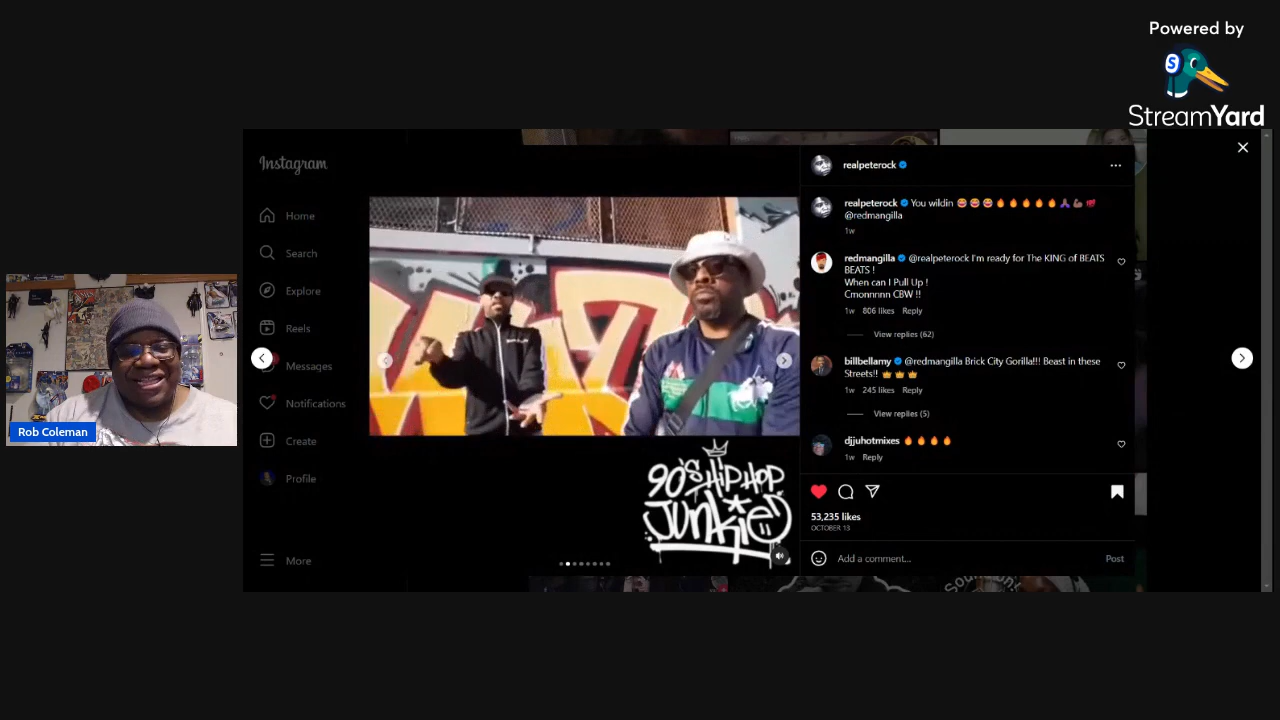 Powered by
StreamYard
Instagram
Home
Search
Explore
Reels
Messages
Notifications
Create
Profile
More
Rob Coleman
90's HIP HOP
JUNKIE
realpeterock
realpeterock You wildin 😂😂😂🔥🔥🔥🔥🔥🙏🏾💪🏾🥊
@redmangilla
1w
redmangilla @realpeterock I'm ready for The KING of BEATS
BEATS !
When can I Pull Up !
Cmonnnnn CBW !!
1w 806 likes Reply
View replies (62)
billbellamy @redmangilla Brick City Gorilla!!! Beast in these
Streets!! 👑👑👑
1w 245 likes Reply
View replies (5)
djjuhotmixes 🔥🔥🔥🔥
1w Reply
53,235 likes
OCTOBER 13
Add a comment...
Post